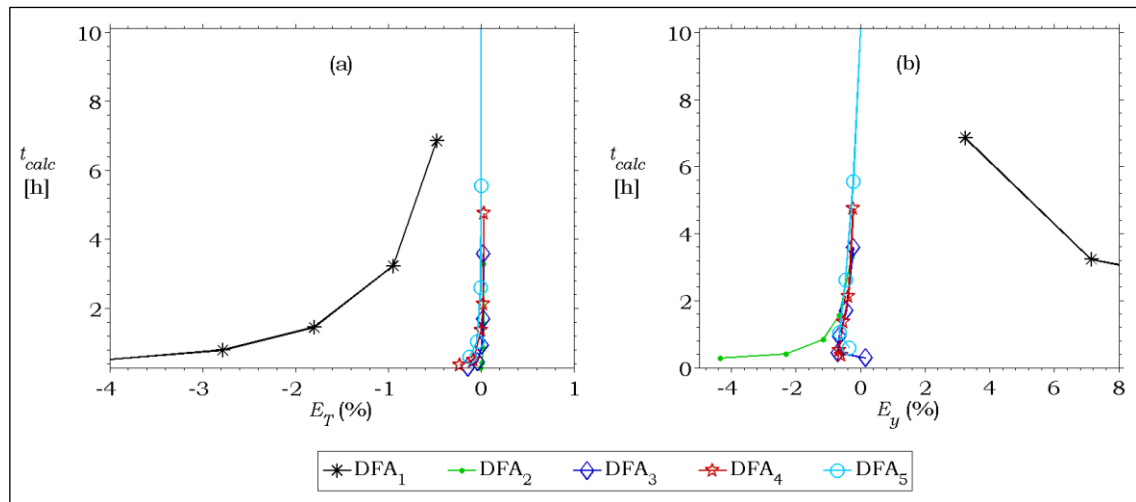 (a)
10
8
6
4
2
t_calc
[h]
-4 -3 -2 -1 0 1
E_T (%)
(b)
10
8
6
4
2
0
t_calc
[h]
-4 -2 0 2 4 6 8
E_y (%)
DFA_1 DFA_2 DFA_3 DFA_4 DFA_5